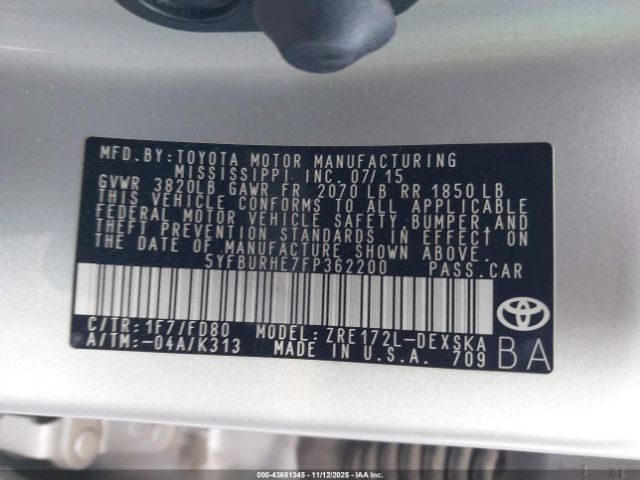 MFD.BY:TOYOTA MOTOR MANUFACTURING
MISSISSIPPI INC. 07/15
GVWR 3820LB GAWR FR 2070 LB RR 1850 LB
THIS VEHICLE CONFORMS TO ALL APPLICABLE
FEDERAL MOTOR VEHICLE SAFETY, BUMPER, AND
THEFT PREVENTION STANDARDS IN EFFECT ON
THE DATE OF MANUFACTURE SHOWN ABOVE.
5YFBURHE7FP362200 PASS.CAR
C/TR:1F7/FD80 MODEL:ZRE172L-DEXSKA
A/TM:-04A/K313 MADE IN U.S.A. 709
TOYOTA
BA
000-43681345 - 11/12/2025 - IAAI, INC.